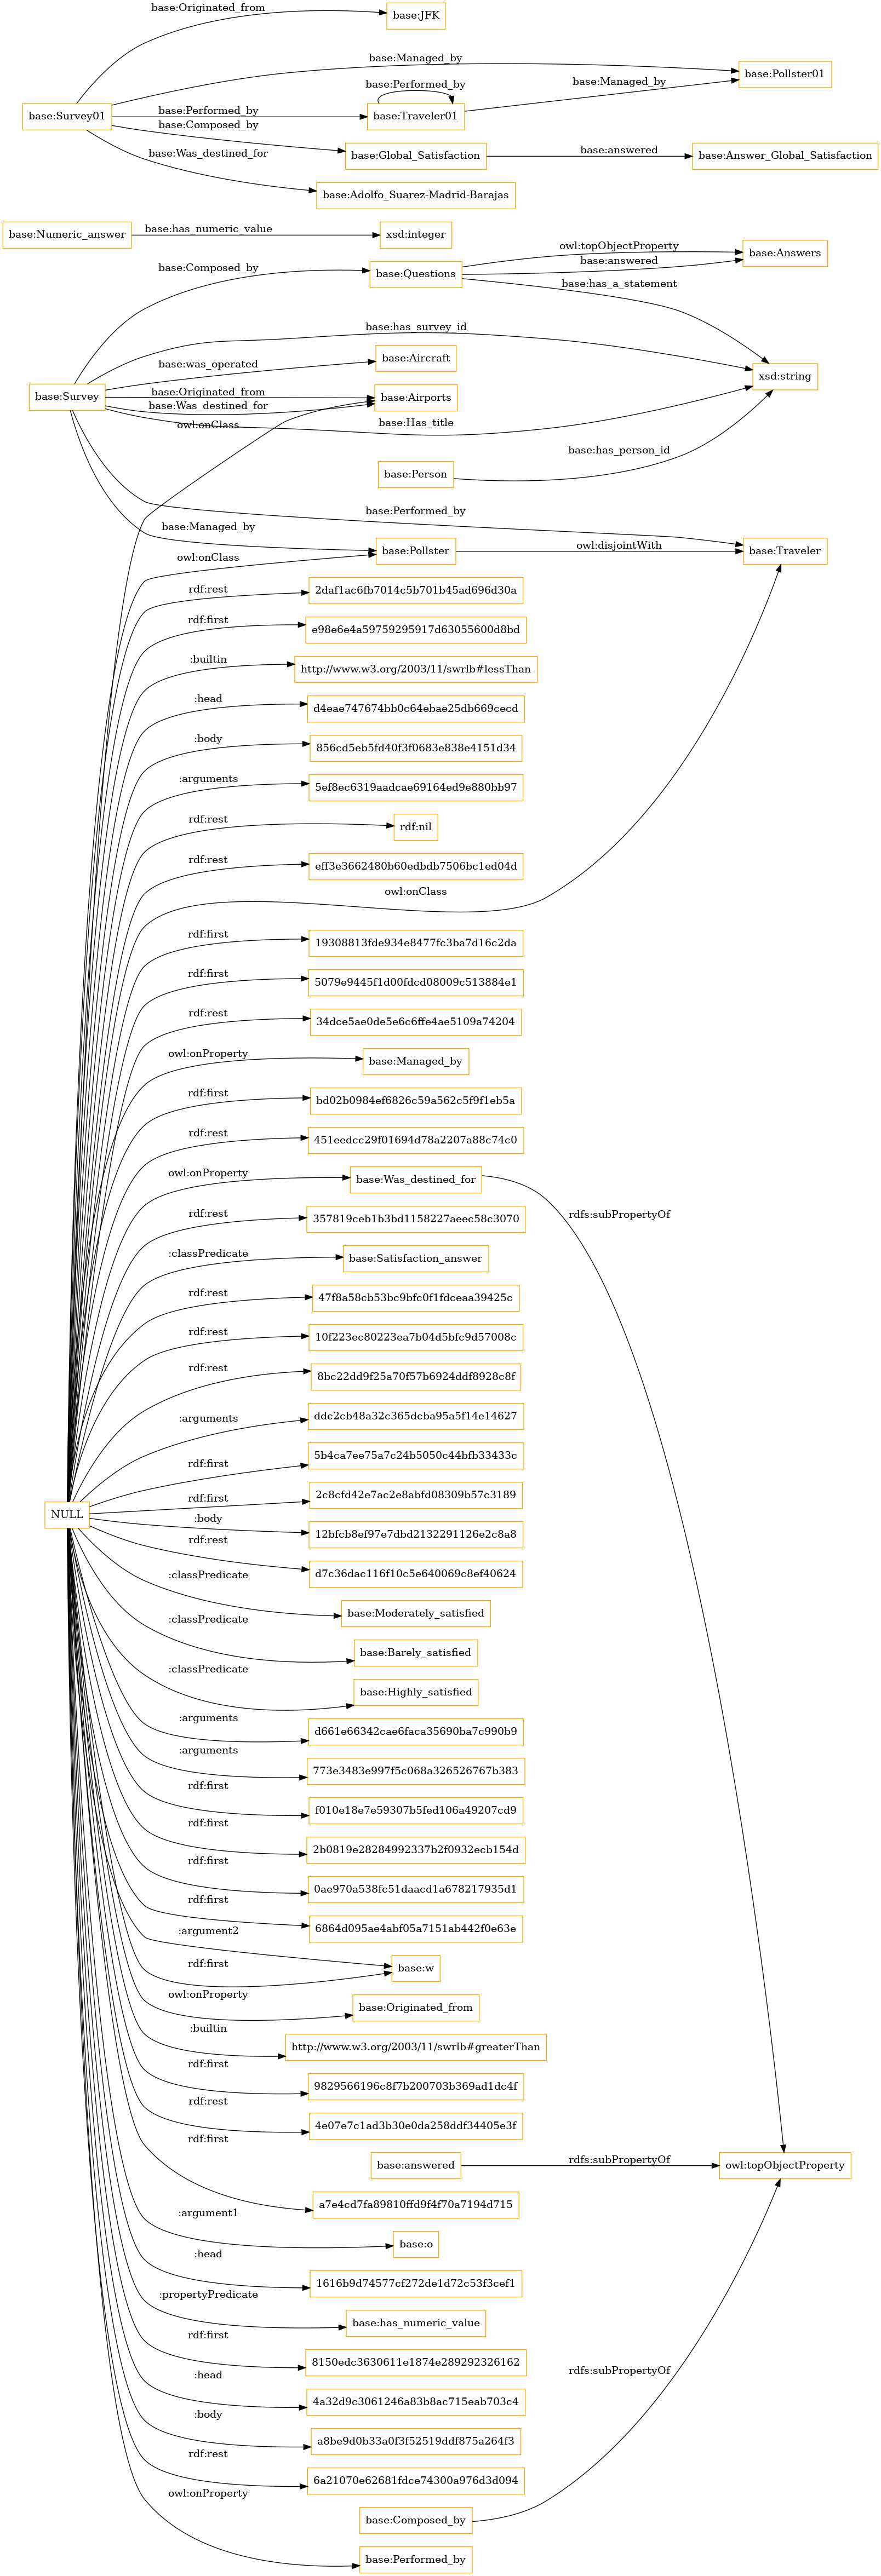 base:Originated_from
base:JFK
base:Managed_by
base:Pollster01
base:Performed_by
base:Managed_by
base:Survey01
base:Performed_by
base:Traveler01
base:Composed_by
base:Global_Satisfaction
base:answered
base:Answer_Global_Satisfaction
base:Was_destined_for
base:Adolfo_Suarez-Madrid-Barajas
base:Numeric_answer
base:has_numeric_value
xsd:integer
owl:topObjectProperty
base:Answers
base:Composed_by
base:Questions
base:answered
base:has_a_statement
base:has_survey_id
base:was_operated
base:Aircraft
xsd:string
base:Survey
base:Originated_from
base:Airports
base:Was_destined_for
owl:onClass
base:Has_title
base:has_person_id
base:Person
base:Performed_by
base:Managed_by
owl:onClass
base:Pollster
owl:disjointWith
base:Traveler
rdf:rest
2daf1ac6fb7014c5b701b45ad696d30a
rdf:first
e98e6e4a59759295917d63055600d8bd
:builtin
http://www.w3.org/2003/11/swrlb#lessThan
:head
d4eae747674bb0c64ebae25db669cecd
:body
856cd5eb5fd40f3f0683e838e4151d34
:arguments
5ef8ec6319aadcae69164ed9e880bb97
rdf:rest
rdf:nil
rdf:rest
eff3e3662480b60edbdb7506bc1ed04d
owl:onClass
rdf:first
19308813fde934e8477fc3ba7d16c2da
rdf:first
5079e9445f1d00fdcd08009c513884e1
rdf:rest
34dce5ae0de5e6c6ffe4ae5109a74204
owl:onProperty
base:Managed_by
rdf:first
bd02b0984ef6826c59a562c5f9f1eb5a
rdf:rest
451eedcc29f01694d78a2207a88c74c0
owl:onProperty
base:Was_destined_for
rdfs:subPropertyOf
rdf:rest
357819ceb1b3bd1158227aeec58c3070
:classPredicate
base:Satisfaction_answer
rdf:rest
47f8a58cb53bc9bfc0f1fdceaa39425c
rdf:rest
10f223ec80223ea7b04d5bfc9d57008c
rdf:rest
8bc22dd9f25a70f57b6924ddf8928c8f
:arguments
ddc2cb48a32c365dcba95a5f14e14627
rdf:first
5b4ca7ee75a7c24b5050c44bfb33433c
rdf:first
2c8cfd42e7ac2e8abfd08309b57c3189
NULL
:body
12bfcb8ef97e7dbd2132291126e2c8a8
rdf:rest
d7c36dac116f10c5e640069c8ef40624
:classPredicate
base:Moderately_satisfied
:classPredicate
base:Barely_satisfied
:classPredicate
base:Highly_satisfied
:arguments
d661e66342cae6faca35690ba7c990b9
:arguments
773e3483e997f5c068a326526767b383
rdf:first
f010e18e7e59307b5fed106a49207cd9
rdf:first
2b0819e28284992337b2f0932ecb154d
rdf:first
0ae970a538fc51daacd1a678217935d1
rdf:first
6864d095ae4abf05a7151ab442f0e63e
:argument2
rdf:first
base:w
owl:onProperty
base:Originated_from
:builtin
http://www.w3.org/2003/11/swrlb#greaterThan
rdf:first
9829566196c8f7b200703b369ad1dc4f
rdf:rest
4e07e7c1ad3b30e0da258ddf34405e3f
rdf:first
base:answered
rdfs:subPropertyOf
owl:topObjectProperty
a7e4cd7fa89810ffd9f4f70a7194d715
:argument1
base:o
:head
1616b9d74577cf272de1d72c53f3cef1
:propertyPredicate
base:has_numeric_value
rdf:first
8150edc3630611e1874e289292326162
rdfs:subPropertyOf
:head
4a32d9c3061246a83b8ac715eab703c4
:body
a8be9d0b33a0f3f52519ddf875a264f3
rdf:rest
6a21070e62681fdce74300a976d3d094
owl:onProperty
base:Composed_by
base:Performed_by